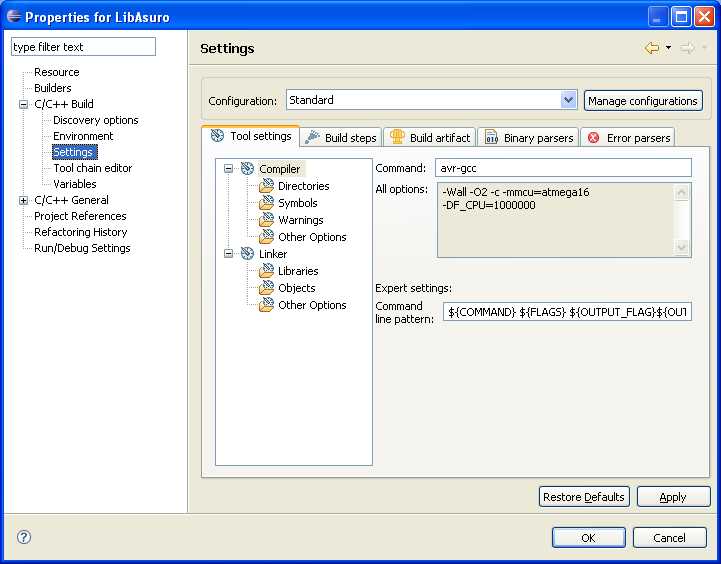 Properties for LibAsuro
type filter text
Resource
Builders
C/C++ Build
Discovery options
Environment
Settings
Tool chain editor
Variables
C/C++ General
Project References
Refactoring History
Run/Debug Settings
Settings
Configuration:
Standard
Manage configurations
Tool settings
Build steps
Build artifact
Binary parsers
Error parsers
Compiler
Directories
Symbols
Warnings
Other Options
Linker
Libraries
Objects
Other Options
Command:
avr-gcc
All options:
-Wall -O2 -c -mmcu=atmega16
-DF_CPU=1000000
Expert settings:
Command
line pattern:
${COMMAND} ${FLAGS} ${OUTPUT_FLAG}${OUT
Restore Defaults
Apply
OK
Cancel